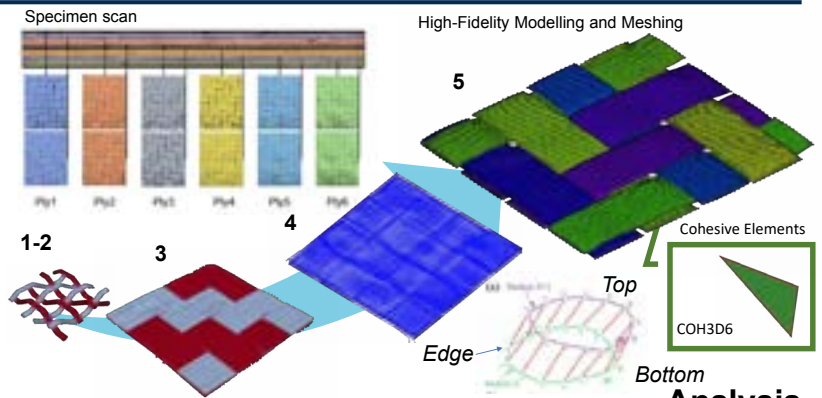 Specimen scan
High-Fidelity Modelling and Meshing
Ply1 Ply2 Ply3 Ply4 Ply5 Ply6
5
4
1-2
3
Cohesive Elements
COH3D6
Top
Edge
Bottom
Analysis